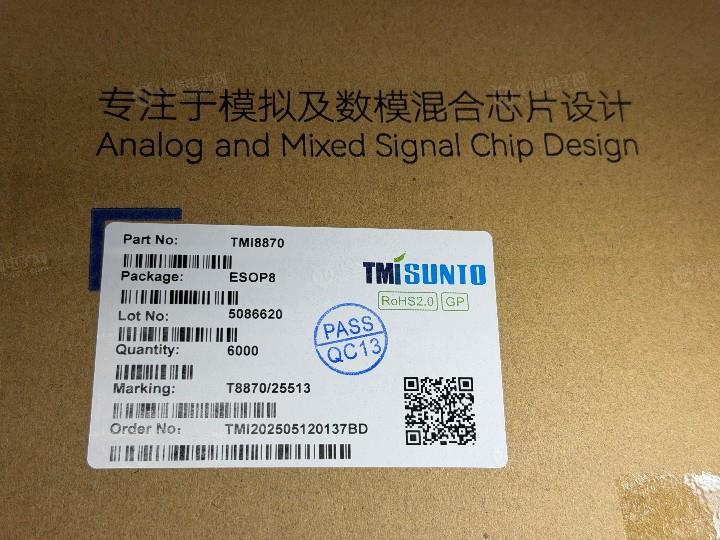 专注于模拟及数模混合芯片设计
Analog and Mixed Signal Chip Design
Part No: TMI8870
Package: ESOP8
TMISUNTO
RoHS2.0 GP
Lot No: 5086620
PASS
QC13
Quantity: 6000
Marking: T8870/25513
Order No: TMI202505120137BD